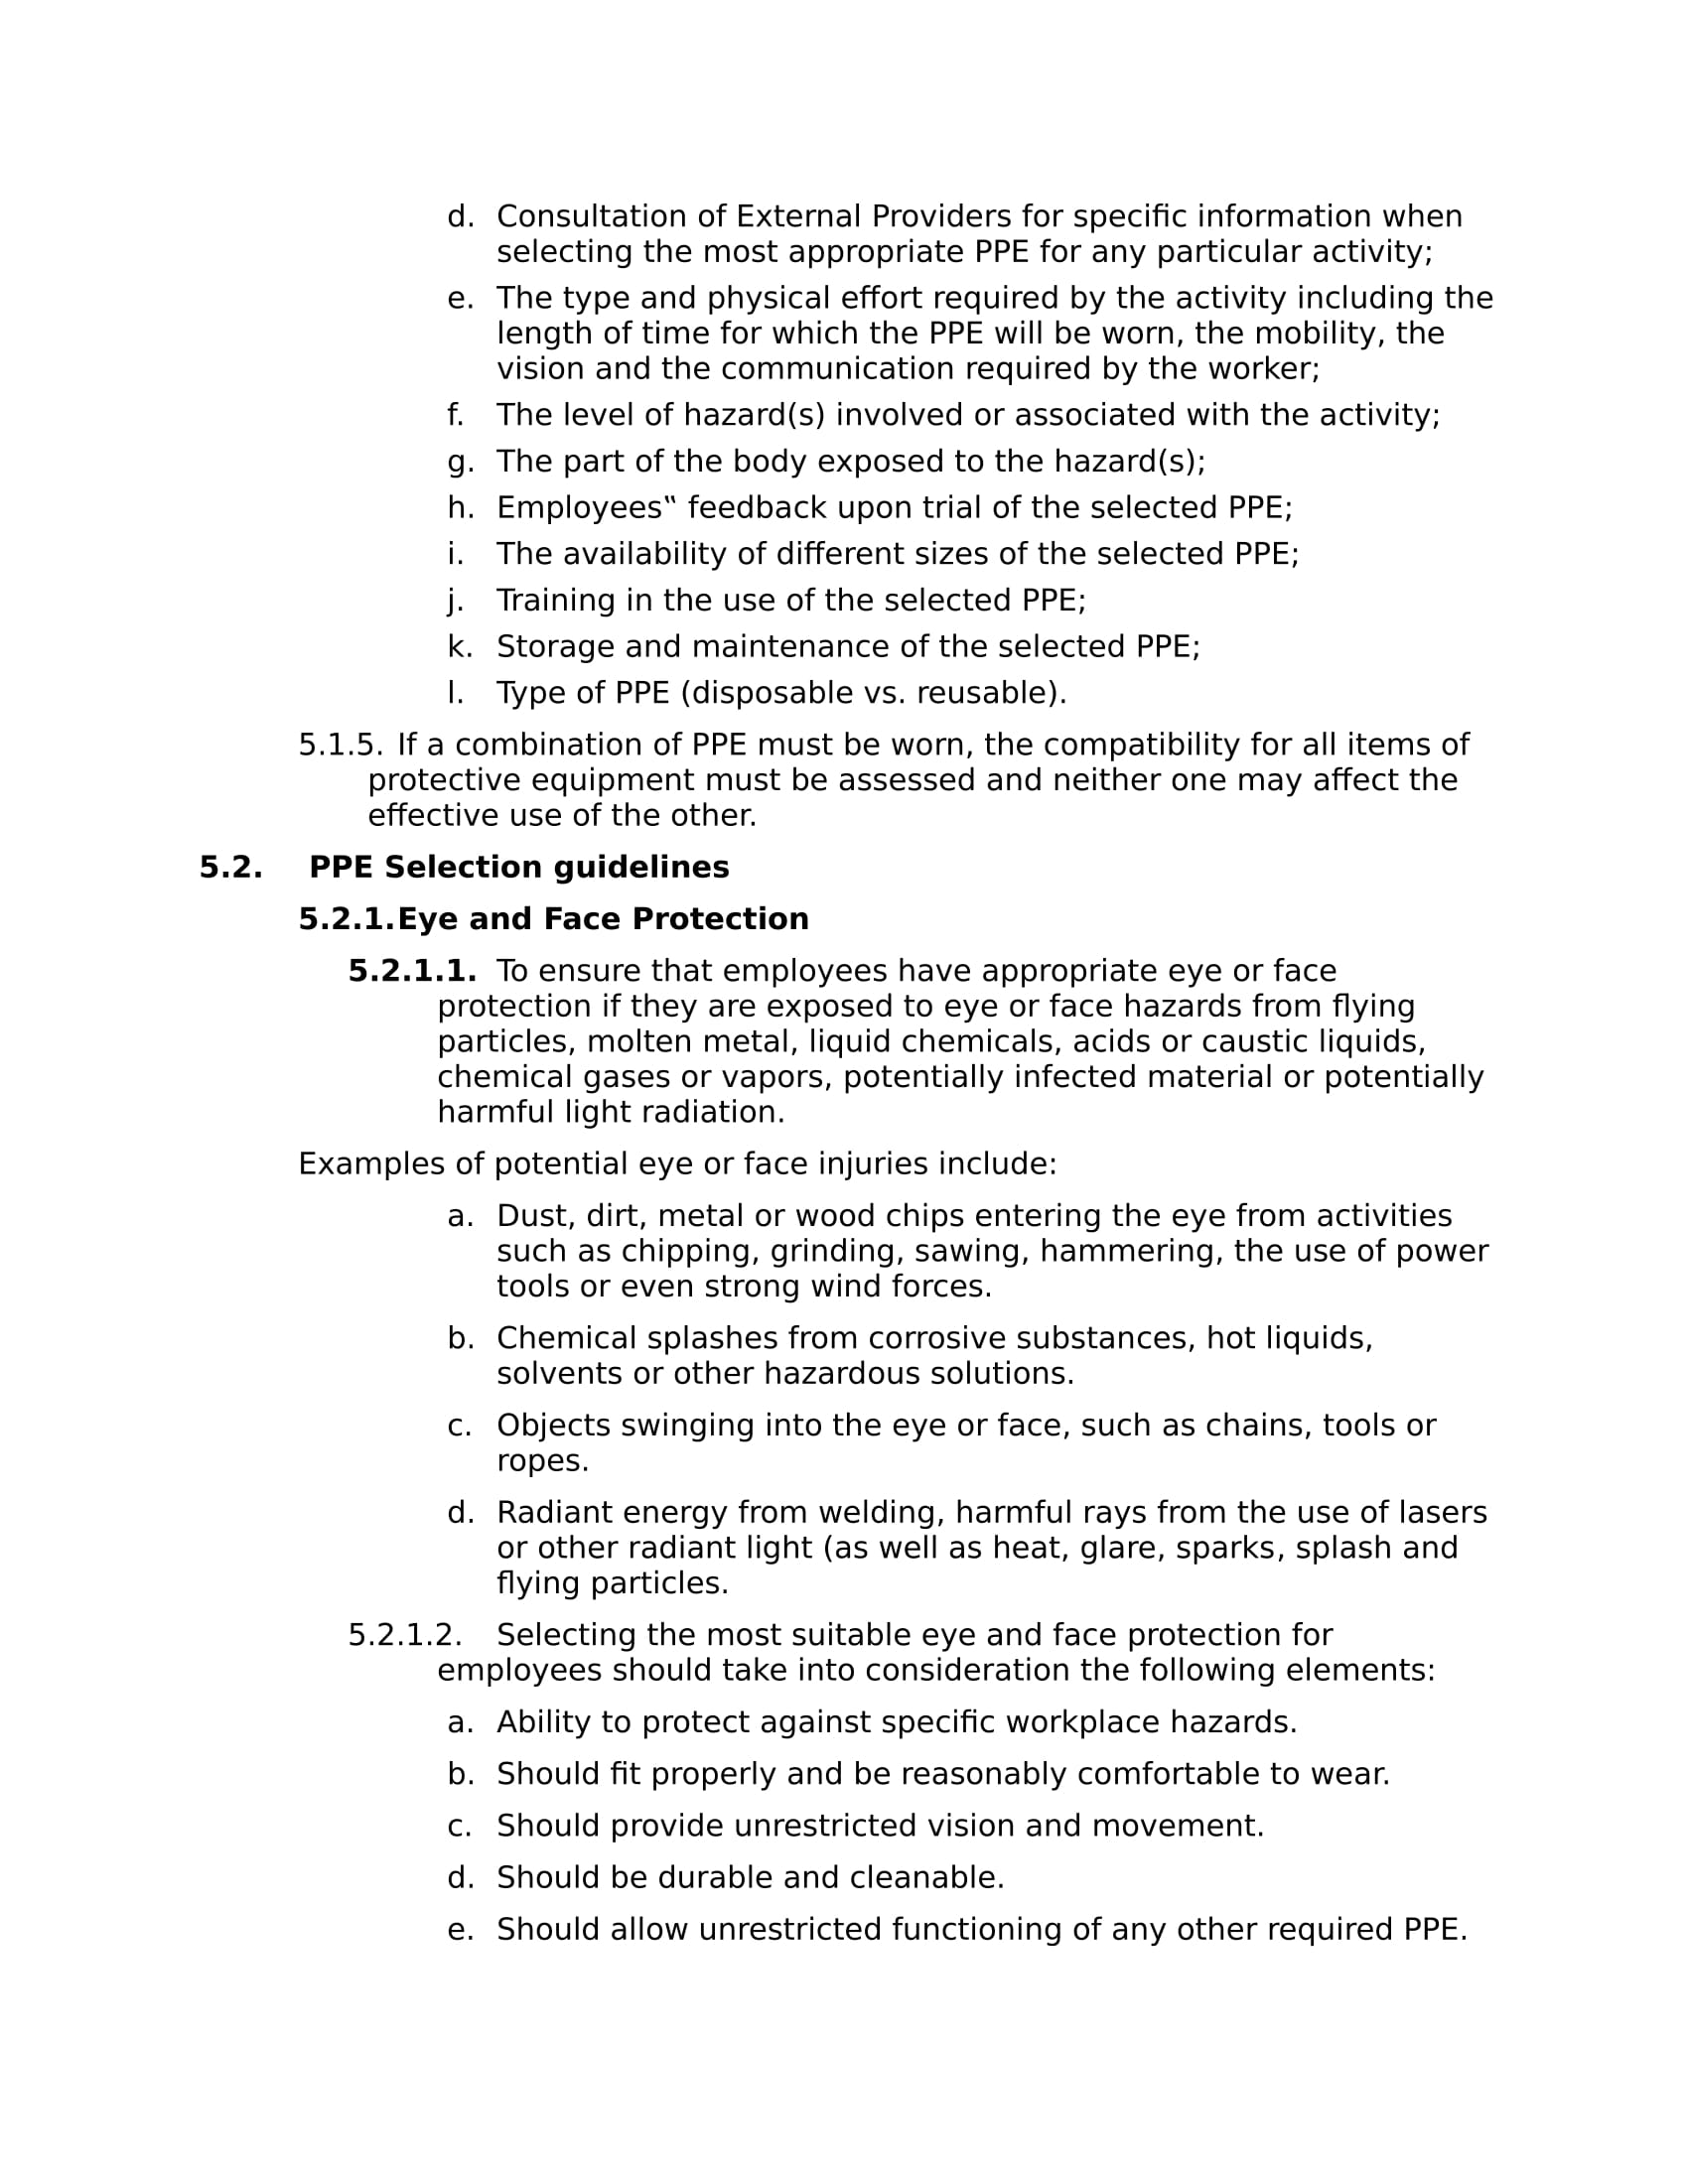 d. Consultation of External Providers for specific information when
selecting the most appropriate PPE for any particular activity;
e. The type and physical effort required by the activity including the
length of time for which the PPE will be worn, the mobility, the
vision and the communication required by the worker;
f. The level of hazard(s) involved or associated with the activity;
g. The part of the body exposed to the hazard(s);
h. Employees‟ feedback upon trial of the selected PPE;
i. The availability of different sizes of the selected PPE;
j. Training in the use of the selected PPE;
k. Storage and maintenance of the selected PPE;
l. Type of PPE (disposable vs. reusable).
5.1.5. If a combination of PPE must be worn, the compatibility for all items of
protective equipment must be assessed and neither one may affect the
effective use of the other.
5.2. PPE Selection guidelines
5.2.1. Eye and Face Protection
5.2.1.1. To ensure that employees have appropriate eye or face
protection if they are exposed to eye or face hazards from flying
particles, molten metal, liquid chemicals, acids or caustic liquids,
chemical gases or vapors, potentially infected material or potentially
harmful light radiation.
Examples of potential eye or face injuries include:
a. Dust, dirt, metal or wood chips entering the eye from activities
such as chipping, grinding, sawing, hammering, the use of power
tools or even strong wind forces.
b. Chemical splashes from corrosive substances, hot liquids,
solvents or other hazardous solutions.
c. Objects swinging into the eye or face, such as chains, tools or
ropes.
d. Radiant energy from welding, harmful rays from the use of lasers
or other radiant light (as well as heat, glare, sparks, splash and
flying particles.
5.2.1.2. Selecting the most suitable eye and face protection for
employees should take into consideration the following elements:
a. Ability to protect against specific workplace hazards.
b. Should fit properly and be reasonably comfortable to wear.
c. Should provide unrestricted vision and movement.
d. Should be durable and cleanable.
e. Should allow unrestricted functioning of any other required PPE.